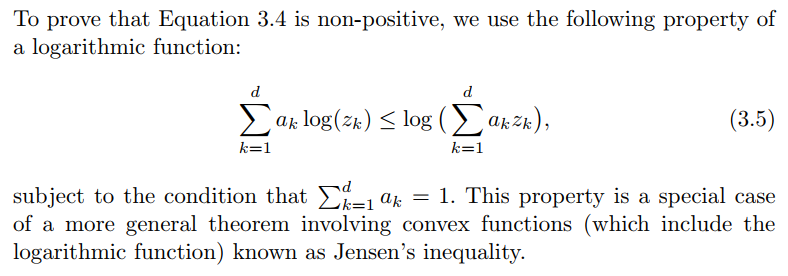 To prove that Equation 3.4 is non-positive, we use the following property of
a logarithmic function:
$$\sum_{k=1}^{d} a_k \log(z_k) \leq \log\left(\sum_{k=1}^{d} a_k z_k\right), \quad (3.5)$$
subject to the condition that $\sum_{k=1}^{d} a_k = 1$. This property is a special case
of a more general theorem involving convex functions (which include the
logarithmic function) known as Jensen's inequality.